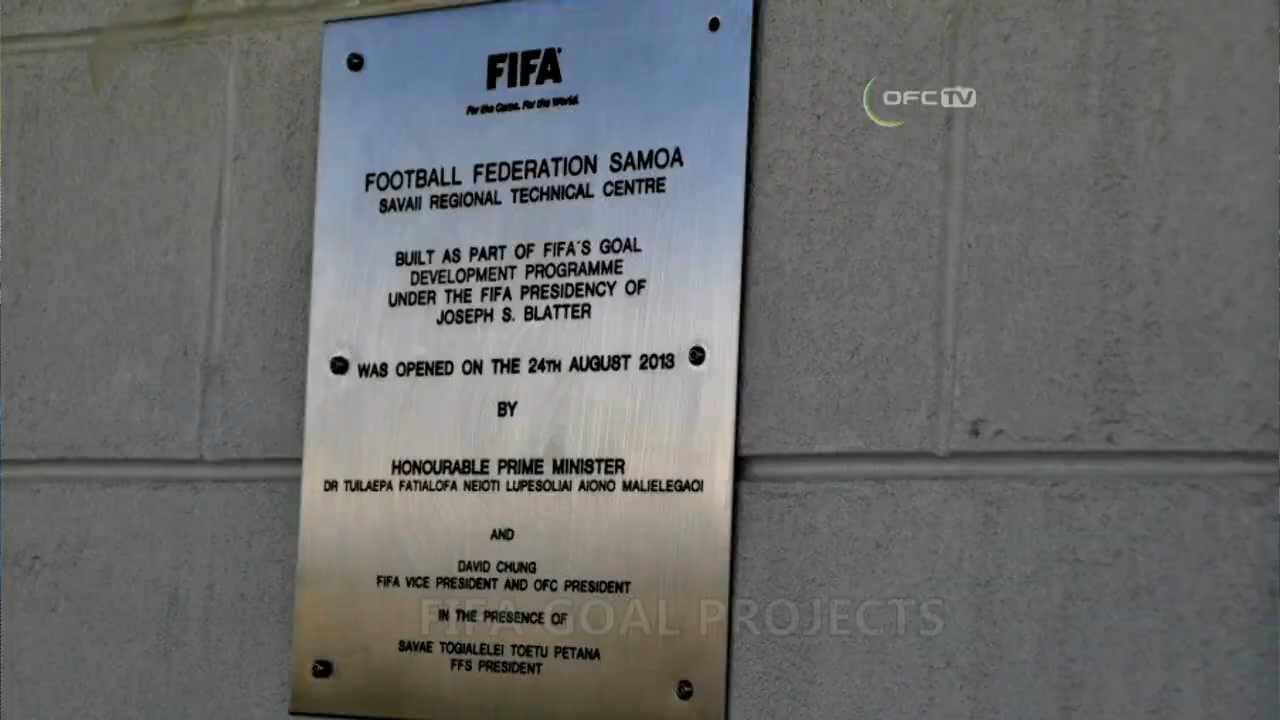 FIFA
For the Game. For the World.
OFC TV
FOOTBALL FEDERATION SAMOA
SAVAII REGIONAL TECHNICAL CENTRE
BUILT AS PART OF FIFA'S GOAL
DEVELOPMENT PROGRAMME
UNDER THE FIFA PRESIDENCY OF
JOSEPH S. BLATTER
WAS OPENED ON THE 24TH AUGUST 2013
BY
HONOURABLE PRIME MINISTER
DR TUILAEPA FATIALOFA NEIOTI LUPESOLIAI AIONO MALIELEGAOI
AND
DAVID CHUNG
FIFA VICE PRESIDENT AND OFC PRESIDENT
FIFA GOAL PROJECTS
IN THE PRESENCE OF
SAVAE TOGIALELEI TOETU PETANA
FFS PRESIDENT